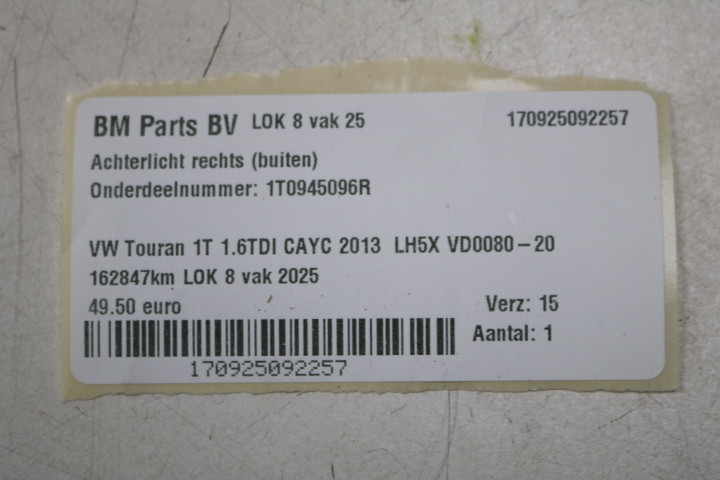 BM Parts BV LOK 8 vak 25 170925092257
Achterlicht rechts (buiten)
Onderdeelnummer: 1T0945096R
VW Touran 1T 1.6TDI CAYC 2013 LH5X VD0080-20
162847km LOK 8 vak 2025
49.50 euro Verz: 15
Aantal: 1
170925092257